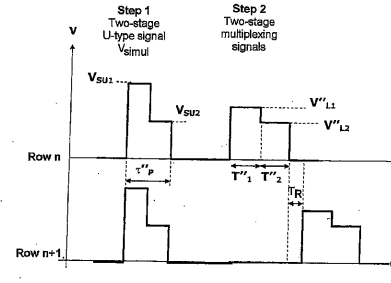 Step 1
Two-stage
U-type signal
Vsimul
Step 2
Two-stage
multiplexing
signals
V
VSU1
VSU2
V"L1
V"L2
Row n
τ"P
T"1
T"2
TR
Row n+1